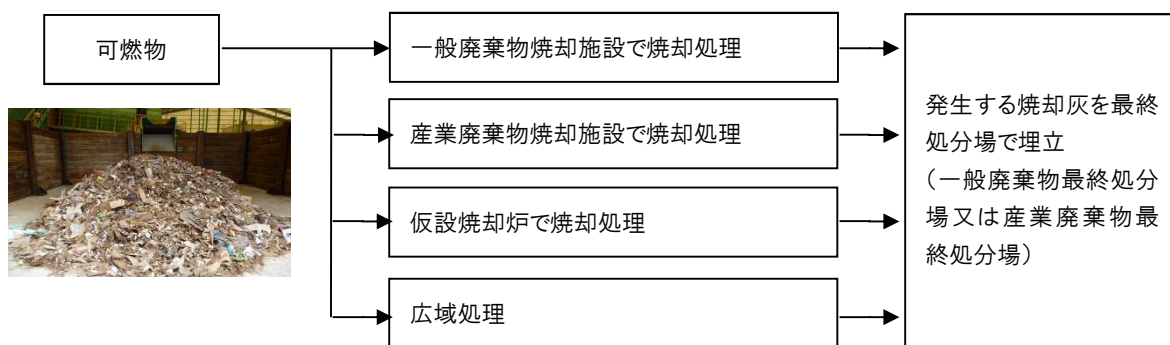 可燃物
一般廃棄物焼却施設で焼却処理
産業廃棄物焼却施設で焼却処理
仮設焼却炉で焼却処理
広域処理
発生する焼却灰を最終
処分場で埋立
（一般廃棄物最終処分
場又は産業廃棄物最
終処分場）